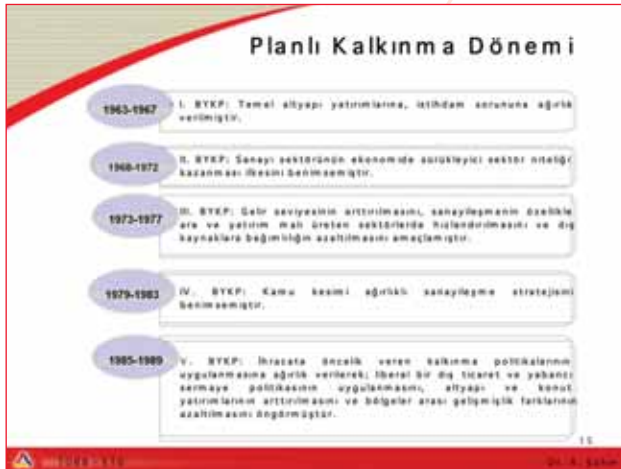 Planlı Kalkınma Dönemi
1963-1967
I. BYKP: Temel altyapı yatırımlarına, istihdam sorununa ağırlık
verilmiştir.
1968-1972
II. BYKP: Sanayi sektörünün ekonomide sürükleyici sektör niteliği
kazanması ilkesini benimsemiştir.
1973-1977
III. BYKP: Gelir seviyesinin arttırılmasını, sanayileşmenin özellikle
ara ve yatırım malı üreten sektörlerde hızlandırılmasını ve dış
kaynaklara bağımlılığın azaltılmasını amaçlamıştır.
1979-1983
IV. BYKP: Kamu kesimi ağırlıklı sanayileşme stratejisini
benimsemiştir.
1985-1989
V. BYKP: İhracata öncelik veren kalkınma politikalarının
uygulanmasına ağırlık verilerek; liberal bir dış ticaret ve yabancı
sermaye politikasının uygulanmasını, altyapı ve konut
yatırımlarının arttırılmasını ve bölgeler arası gelişmişlik farklarının
azaltılmasını öngörmüştür.
15